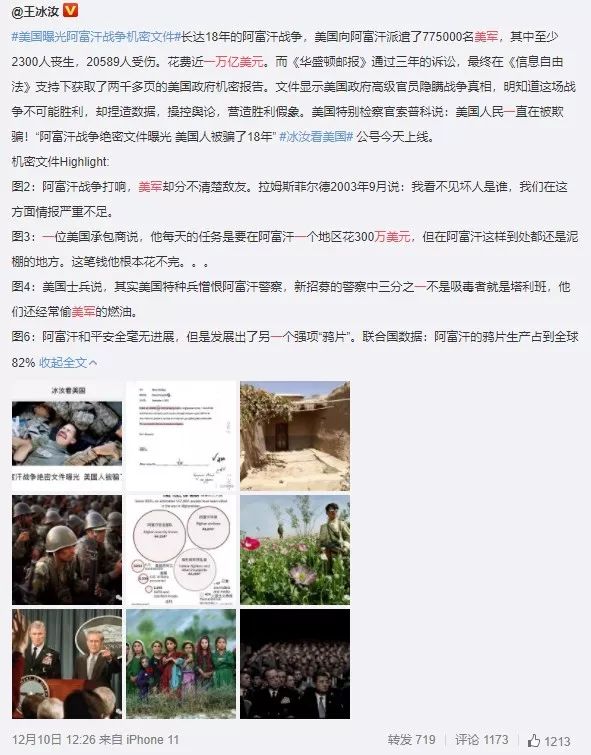 @王冰汝
#美国曝光阿富汗战争机密文件#长达18年的阿富汗战争，美国向阿富汗派遣了775000名美军，其中至少
2300人丧生，20589人受伤。花费近一万亿美元。而《华盛顿邮报》通过三年的诉讼，最终在《信息自由
法》支持下获取了两千多页的美国政府机密报告。文件显示美国政府高级官员隐瞒战争真相，明知道这场战
争不可能胜利，却捏造数据，操控舆论，营造胜利假象。美国特别检察官索普科说：美国人民一直在被欺
骗！“阿富汗战争绝密文件曝光 美国人被骗了18年” #冰汝看美国# 公号今天上线。
机密文件Highlight:
图2：阿富汗战争打响，美军却分不清楚敌友。拉姆斯菲尔德2003年9月说：我看不见坏人是谁，我们在这
方面情报严重不足。
图3：一位美国承包商说，他每天的任务是要在阿富汗一个地区花300万美元，但在阿富汗这样到处都还是泥
棚的地方。这笔钱他根本花不完。。。
图4：美国士兵说，其实美国特种兵憎恨阿富汗警察，新招募的警察中三分之一不是吸毒者就是塔利班，他
们还经常偷美军的燃油。
图6：阿富汗和平安全毫无进展，但是发展出了另一个强项“鸦片”。联合国数据：阿富汗的鸦片生产占到全球
82% 收起全文
冰汝看美国
富汗战争绝密文件曝光 美国人被骗
12月10日 12:26 来自 iPhone 11
转发 719
评论 1173
1213